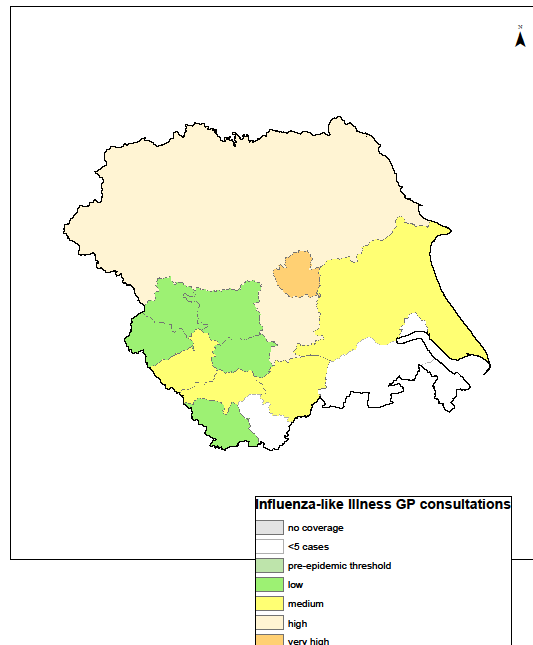 N
Influenza-like Illness GP consultations
no coverage
<5 cases
pre-epidemic threshold
low
medium
high
very high